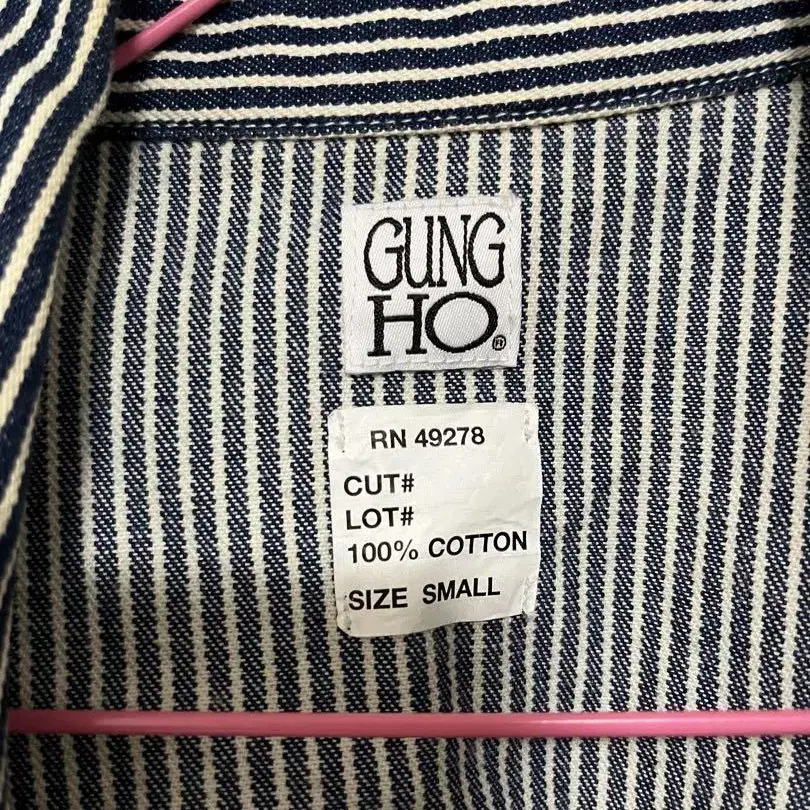 GUNG
HO®
RN 49278
CUT#
LOT#
100% COTTON
SIZE SMALL